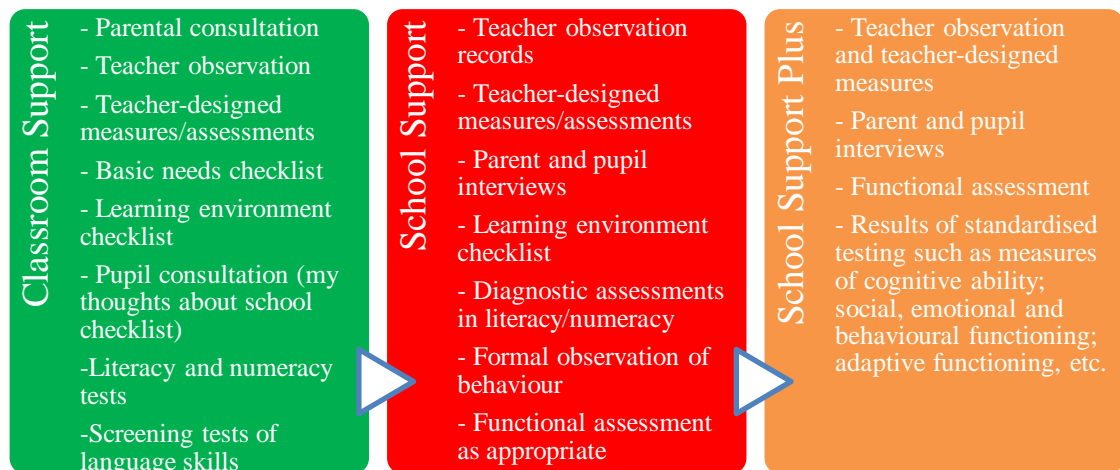 Classroom Support
- Parental consultation
- Teacher observation
- Teacher-designed
measures/assessments
- Basic needs checklist
- Learning environment
checklist
- Pupil consultation (my
thoughts about school
checklist)
-Literacy and numeracy
tests
-Screening tests of
language skills
School Support
- Teacher observation
records
- Teacher-designed
measures/assessments
- Parent and pupil
interviews
- Learning environment
checklist
- Diagnostic assessments
in literacy/numeracy
- Formal observation of
behaviour
- Functional assessment
as appropriate
School Support Plus
- Teacher observation
and teacher-designed
measures
- Parent and pupil
interviews
- Functional assessment
- Results of standardised
testing such as measures
of cognitive ability;
social, emotional and
behavioural functioning;
adaptive functioning, etc.